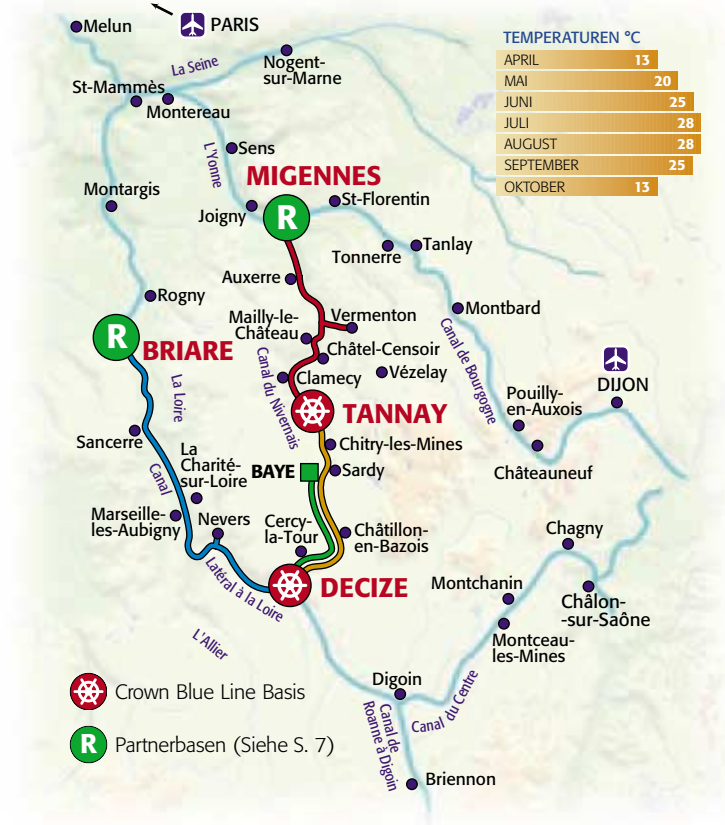 Melun
PARIS
La Seine
Nogent-
sur-Marne
St-Mammès
Montereau
Sens
L'Yonne
MIGENNES
Montargis
Joigny
R
St-Florentin
Tonnerre
Tanlay
Auxerre
Rogny
Mailly-le-
Château
Vermenton
Montbard
R
BRIARE
Châtel-Censoir
Canal de Bourgogne
Canal du Nivernais
Clamecy
Vézelay
La Loire
DIJON
Pouilly-
en-Auxois
TANNAY
Sancerre
Chitry-les-Mines
Châteauneuf
La
Charité-
sur-Loire
BAYE
Sardy
Canal
Marseille-
les-Aubigny
Nevers
Cercy-
la-Tour
Châtillon-
en-Bazois
Chagny
Latéral à la Loire
DECIZE
Montchanin
Châlon-
-sur-Saône
L'Allier
Montceau-
les-Mines
Digoin
Canal du Centre
Canal de
Roanne à Digoin
Briennon
Crown Blue Line Basis
R
Partnerbasen (Siehe S. 7)
TEMPERATUREN °C
APRIL 13
MAI 20
JUNI 25
JULI 28
AUGUST 28
SEPTEMBER 25
OKTOBER 13